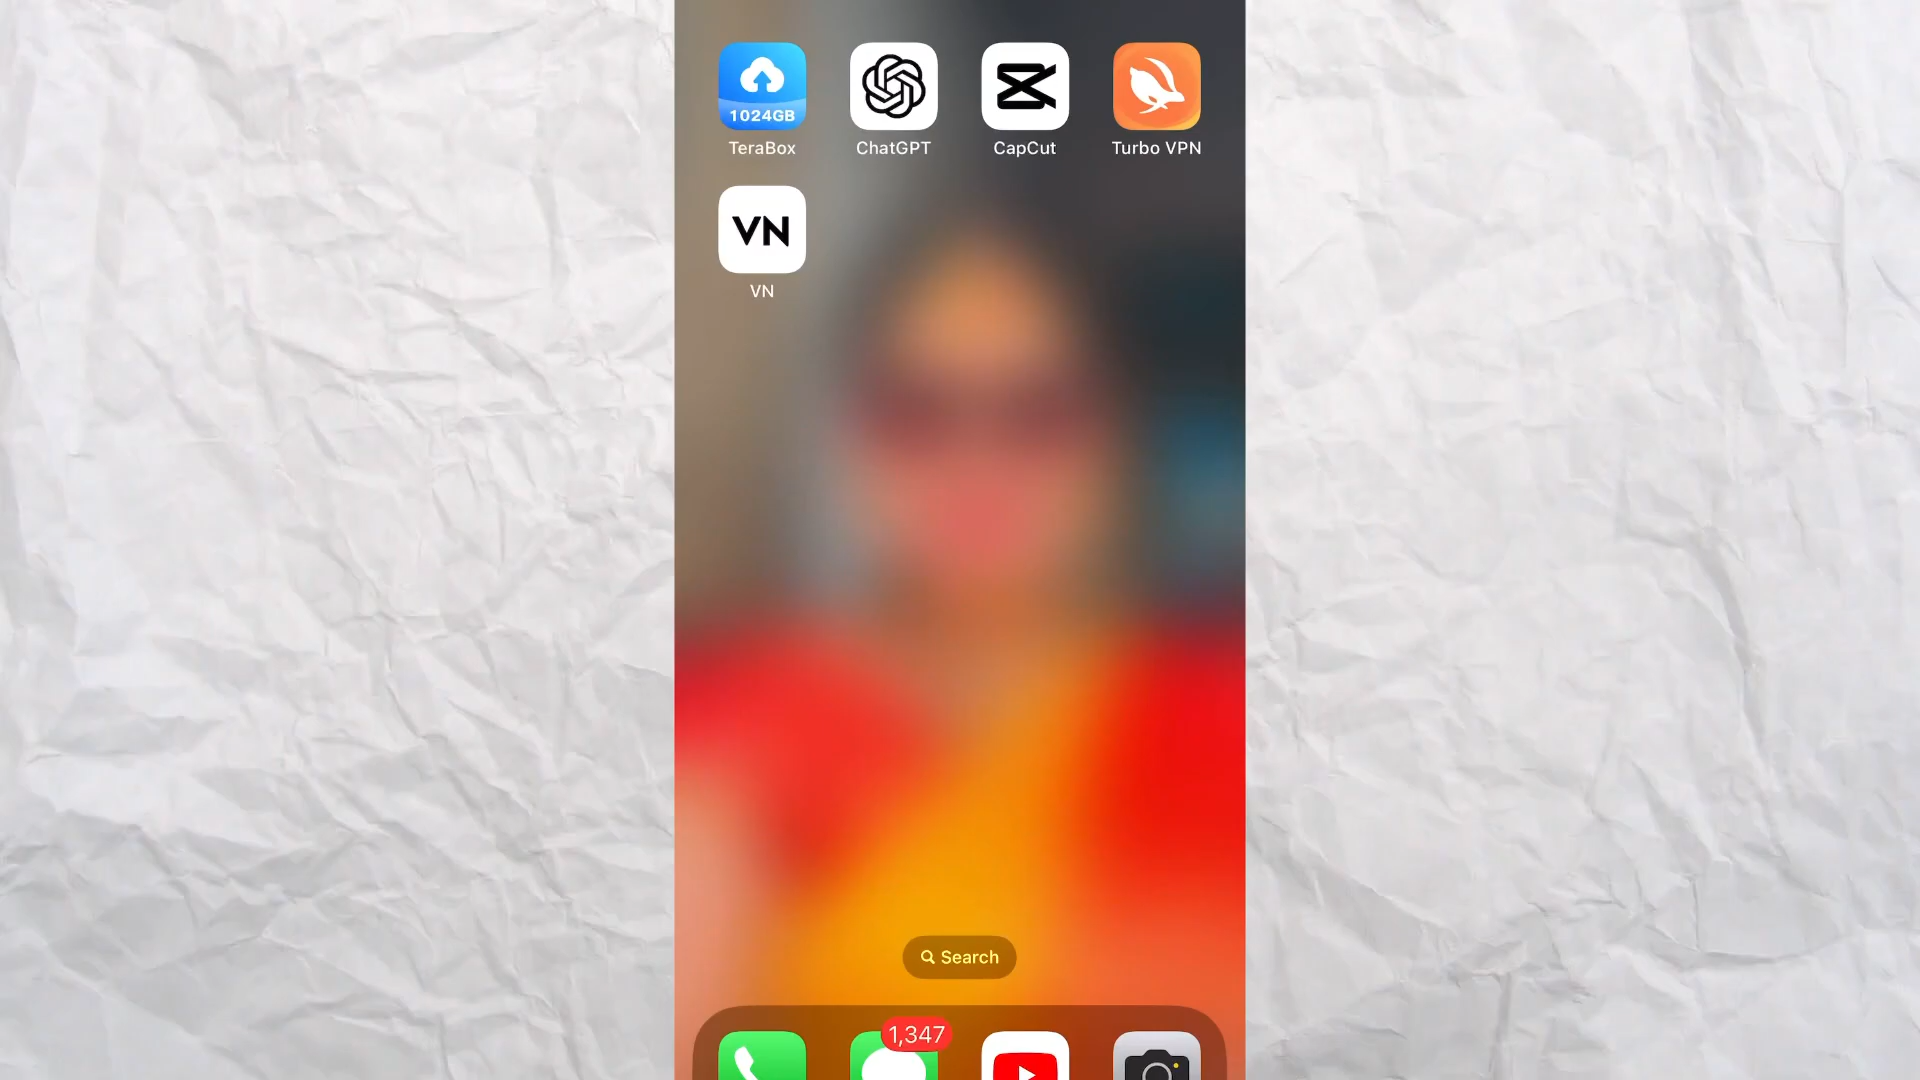 1024GB
TeraBox
ChatGPT
CapCut
Turbo VPN
VN
VN
Search
1,347